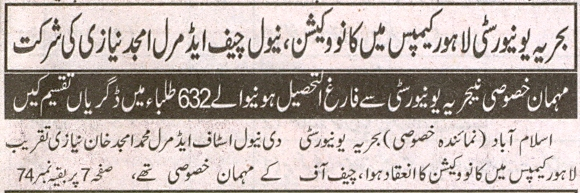 بحریہ یونیورسٹی لاہور کیمپس میں کانووکیشن، نیول چیف ایڈمرل امجد نیازی کی شرکت
مہمان خصوصی نیبحریہ یونیورسٹی سے فارغ التحصیل ہونیوالے 632 طلباء میں ڈگریاں تقسیم کیں
اسلام آباد (نمائندہ خصوصی) بحریہ یونیورسٹی
لاہور کیمپس میں کانووکیشن کا انعقاد ہوا، چیف آف
دی نیول اسٹاف ایڈمرل محمد امجد خان نیازی تقریب
کے مہمان خصوصی تھے، صفحہ 7 پر بقیہ نمبر 74